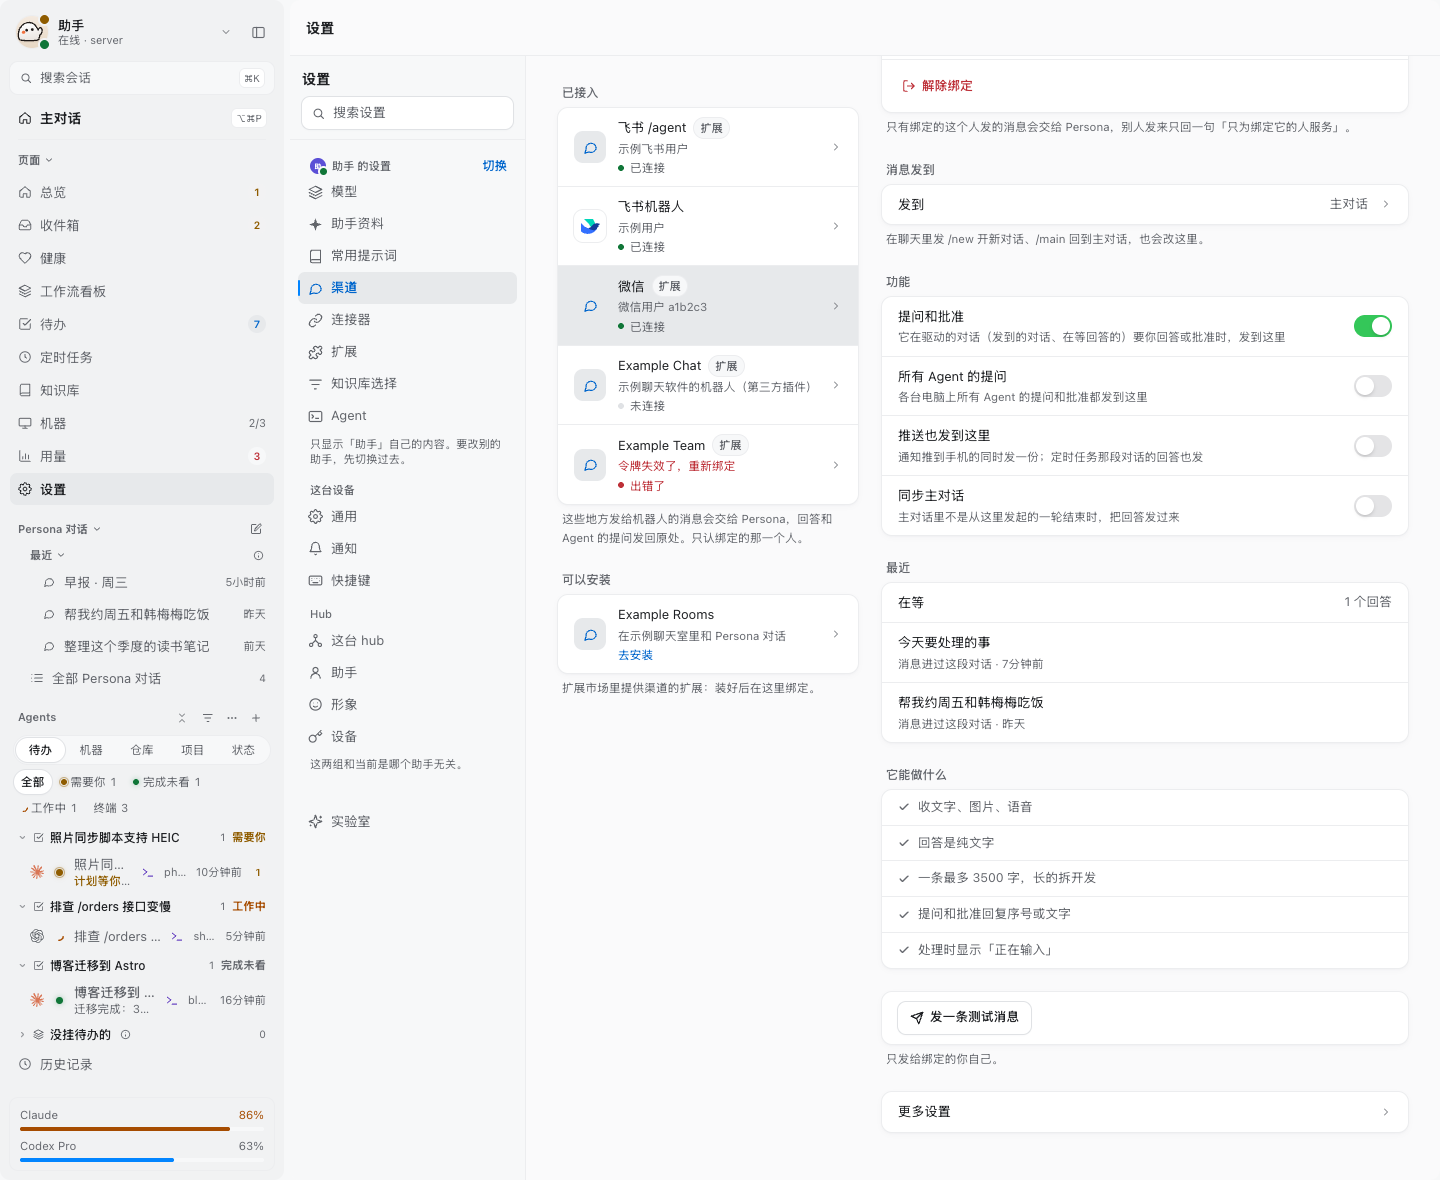 助手
在线 · server
搜索会话
⌘K
主对话
⌥⌘P
页面
总览
1
收件箱
2
健康
工作流看板
待办
7
定时任务
知识库
机器
2/3
用量
3
设置
Persona 对话
最近
早报 · 周三
5小时前
帮我约周五和韩梅梅吃饭
昨天
整理这个季度的读书笔记
前天
全部 Persona 对话
4
Agents
待办
机器
仓库
项目
状态
全部
需要你 1
完成未看 1
工作中 1
终端 3
照片同步脚本支持 HEIC
1 需要你
照片同...
计划等你...
ph...
10分钟前
1
排查 /orders 接口变慢
1 工作中
排查 /orders ...
sh...
5分钟前
博客迁移到 Astro
1 完成未看
博客迁移到 ...
迁移完成：3...
bl...
16分钟前
没挂待办的
0
历史记录
Claude
86%
Codex Pro
63%
设置
设置
搜索设置
助手 的设置
切换
模型
助手资料
常用提示词
渠道
连接器
扩展
知识库选择
Agent
只显示「助手」自己的内容。要改别的
助手，先切换过去。
这台设备
通用
通知
快捷键
Hub
这台 hub
助手
形象
设备
这两组和当前是哪个助手无关。
实验室
已接入
飞书 /agent
扩展
示例飞书用户
已连接
飞书机器人
示例用户
已连接
微信
扩展
微信用户 a1b2c3
已连接
Example Chat
扩展
示例聊天软件的机器人（第三方插件）
未连接
Example Team
扩展
令牌失效了，重新绑定
出错了
这些地方发给机器人的消息会交给 Persona，回答和
Agent 的提问发回原处。只认绑定的那一个人。
可以安装
Example Rooms
在示例聊天室里和 Persona 对话
去安装
扩展市场里提供渠道的扩展：装好后在这里绑定。
解除绑定
只有绑定的这个人发的消息会交给 Persona，别人发来只回一句「只为绑定它的人服务」。
消息发到
发到
主对话
在聊天里发 /new 开新对话、/main 回到主对话，也会改这里。
功能
提问和批准
它在驱动的对话（发到的对话、在等回答的）要你回答或批准时，发到这里
所有 Agent 的提问
各台电脑上所有 Agent 的提问和批准都发到这里
推送也发到这里
通知推到手机的同时发一份；定时任务那段对话的回答也发
同步主对话
主对话里不是从这里发起的一轮结束时，把回答发过来
最近
在等
1 个回答
今天要处理的事
消息进过这段对话 · 7分钟前
帮我约周五和韩梅梅吃饭
消息进过这段对话 · 昨天
它能做什么
收文字、图片、语音
回答是纯文字
一条最多 3500 字，长的拆开发
提问和批准回复序号或文字
处理时显示「正在输入」
发一条测试消息
只发给绑定的你自己。
更多设置